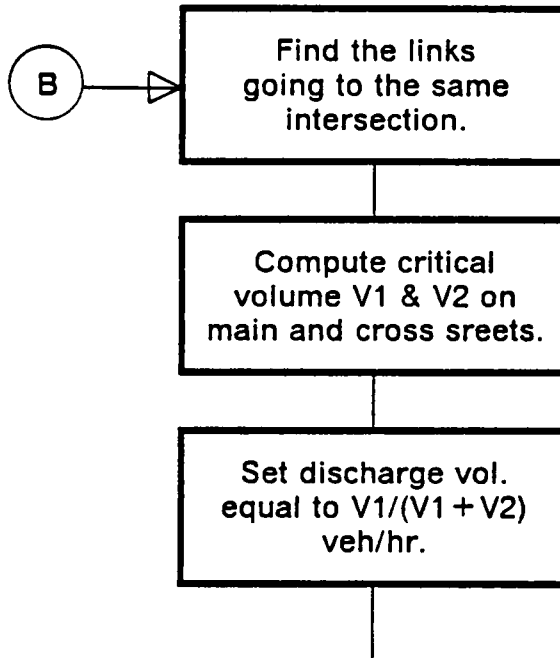 B
Find the links
going to the same
intersection.
Compute critical
volume V1 & V2 on
main and cross sreets.
Set discharge vol.
equal to V1/(V1+V2)
veh/hr.